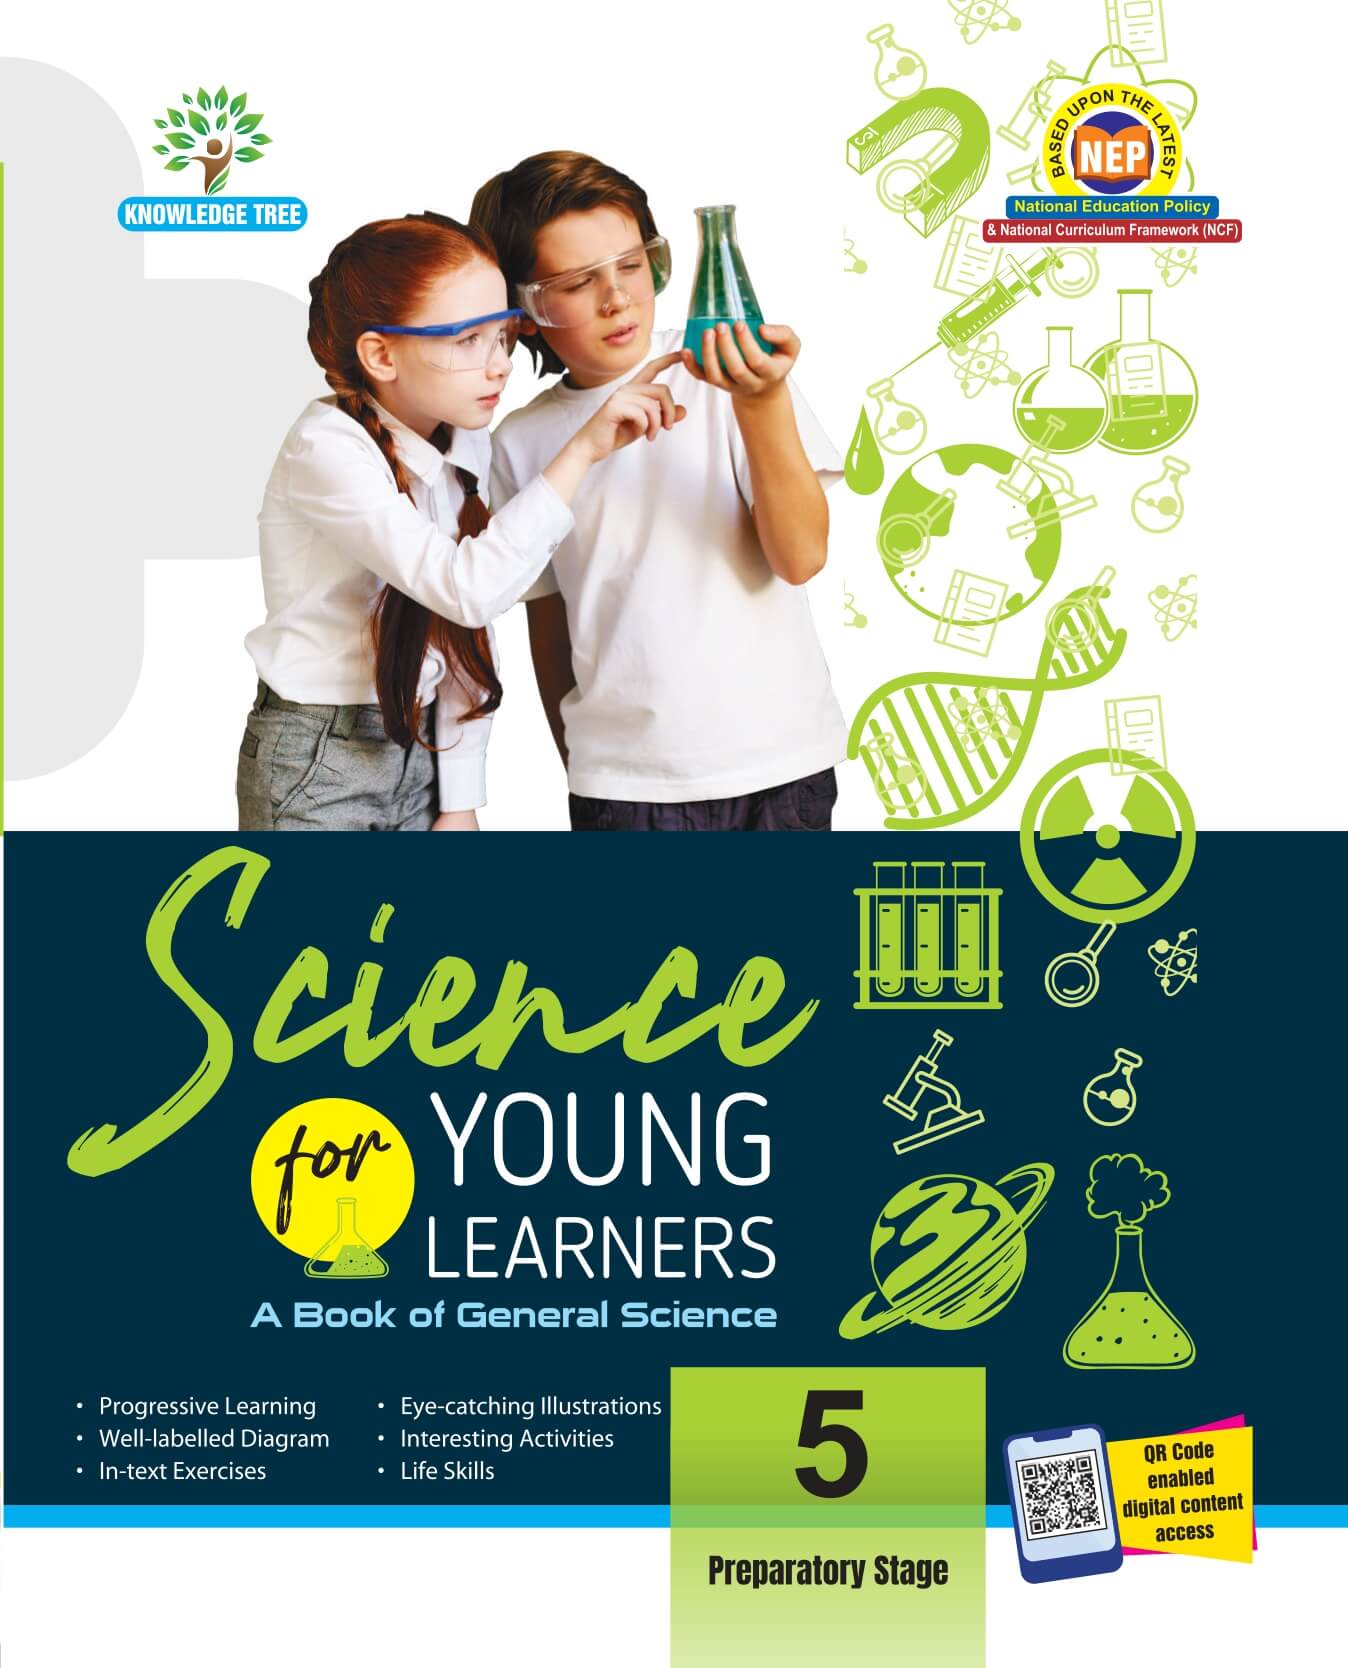 KNOWLEDGE TREE
BASED UPON THE LATEST
NEP
National Education Policy
& National Curriculum Framework (NCF)
S
Science
for
YOUNG
LEARNERS
A Book of General Science
• Progressive Learning
• Well-labelled Diagram
• In-text Exercises
• Eye-catching Illustrations
• Interesting Activities
• Life Skills
5
Preparatory Stage
QR Code
enabled
digital content
access